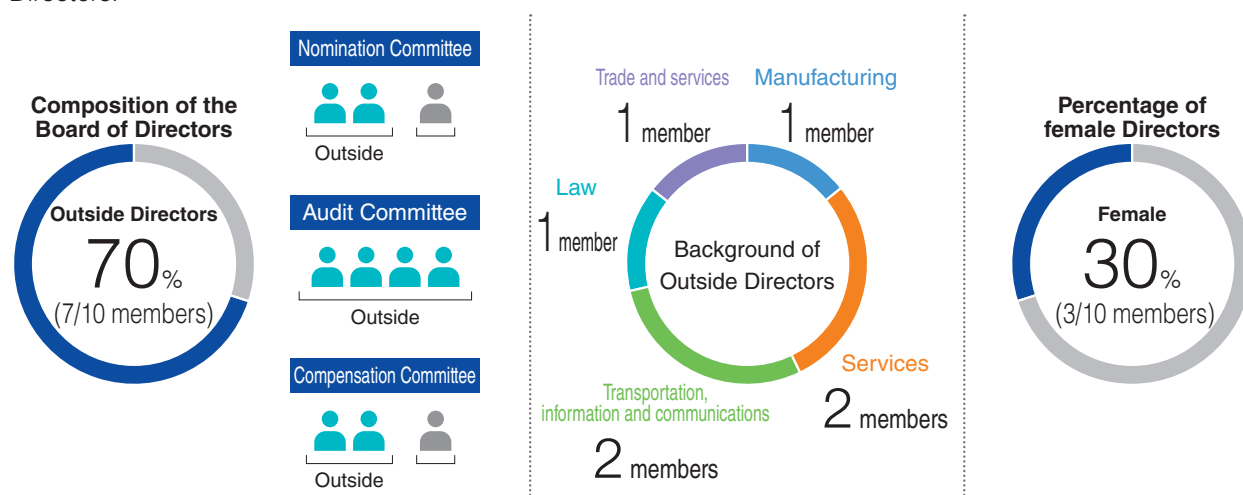 Directors.
Composition of the
Board of Directors
Outside Directors
70%
(7/10 members)
Nomination Committee
Outside
Audit Committee
Outside
Compensation Committee
Outside
Trade and services
1 member
Manufacturing
1 member
Law
1 member
Background of
Outside Directors
Services
2 members
Transportation,
information and communications
2 members
Percentage of
female Directors
Female
30%
(3/10 members)